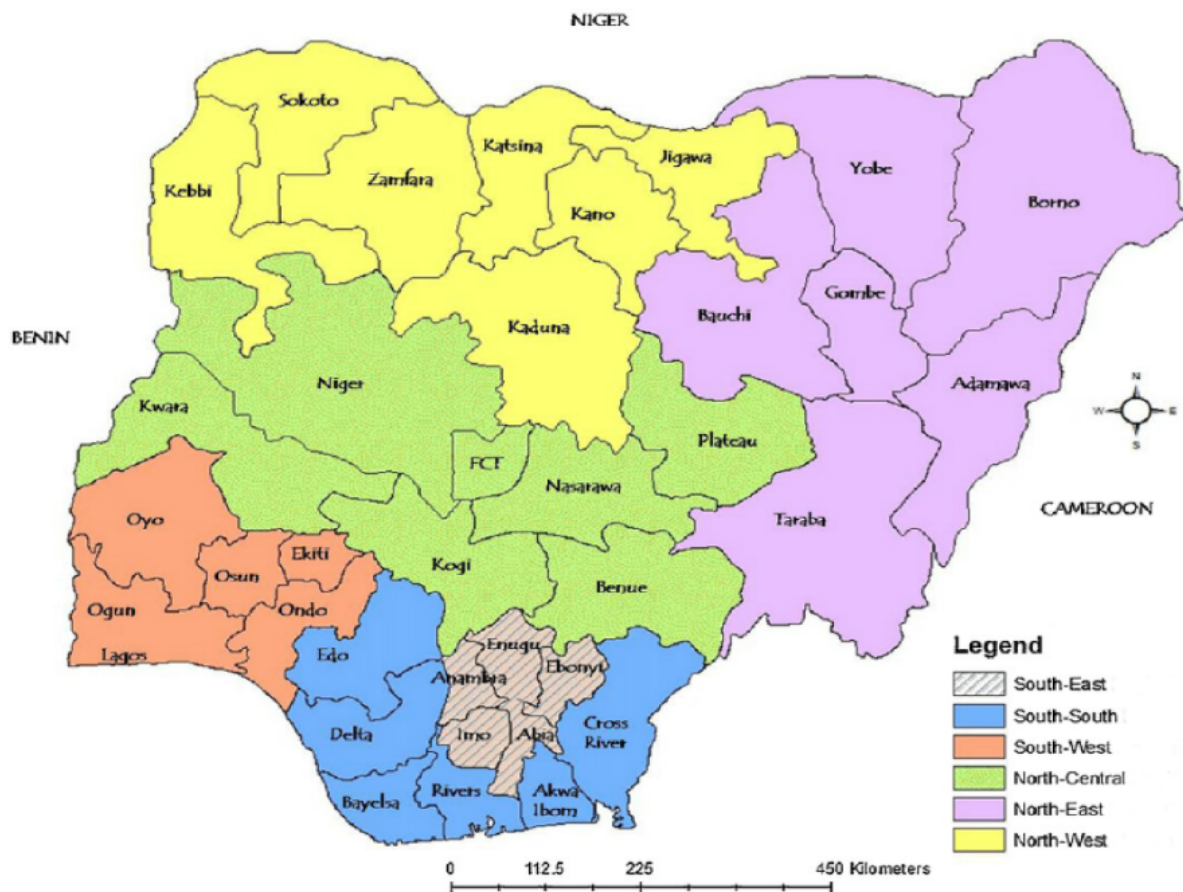 NIGER
Sokoto
Katsina
Jigawa
Zamfara
Yobe
Kebbi
Kano
Borno
Gombe
Bauchi
Kaduna
BENIN
Niger
Adamawa
N
W
E
S
Kwara
Plateau
FCT
Nasarawa
CAMEROON
Oyo
Taraba
Ekiti
Kogi
Osun
Benue
Ogun
Ondo
Lagos
Edo
Enugu
Ebonyi
Anambra
Delta
Imo
Abia
Cross
River
Bayelsa
Rivers
Akwa
Ibom
Legend
South-East
South-South
South-West
North-Central
North-East
North-West
0 112.5 225 450 Kilometers